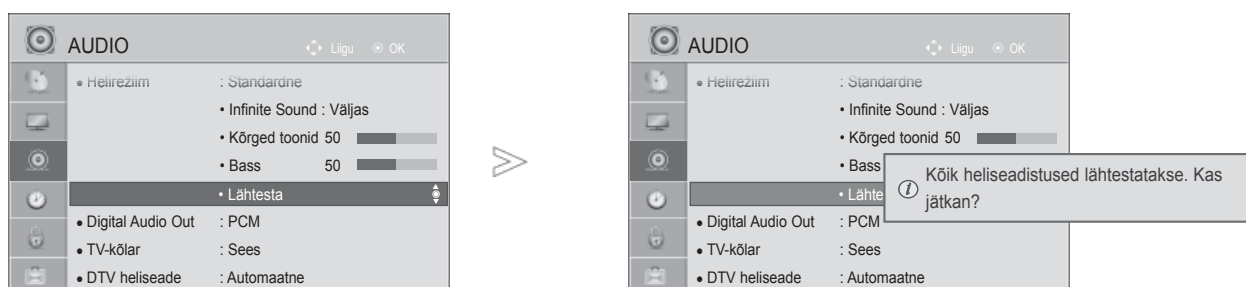 AUDIO Liigu OK
• Helirežiim : Standardne
• Infinite Sound : Väljas
• Kõrged toonid 50
• Bass 50
• Lähtesta
• Digital Audio Out : PCM
• TV-kõlar : Sees
• DTV heliseade : Automaatne
AUDIO Liigu OK
• Helirežiim : Standardne
• Infinite Sound : Väljas
• Kõrged toonid 50
• Bass
• Lähte
Kõik heliseadistused lähtestatakse. Kas
jätkan?
• Digital Audio Out : PCM
• TV-kõlar : Sees
• DTV heliseade : Automaatne